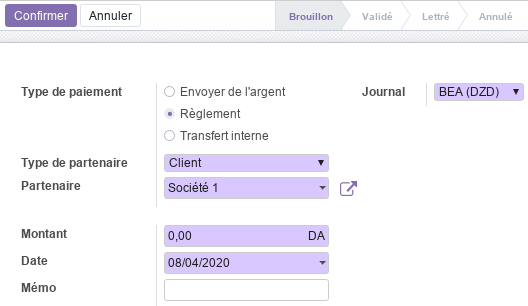 Confirmer Annuler Brouillon Validé Lettré Annulé
Type de paiement Envoyer de l'argent Journal BEA (DZD)
Règlement
Transfert interne
Type de partenaire Client
Partenaire Société 1
Montant 0,00 DA
Date 08/04/2020
Mémo